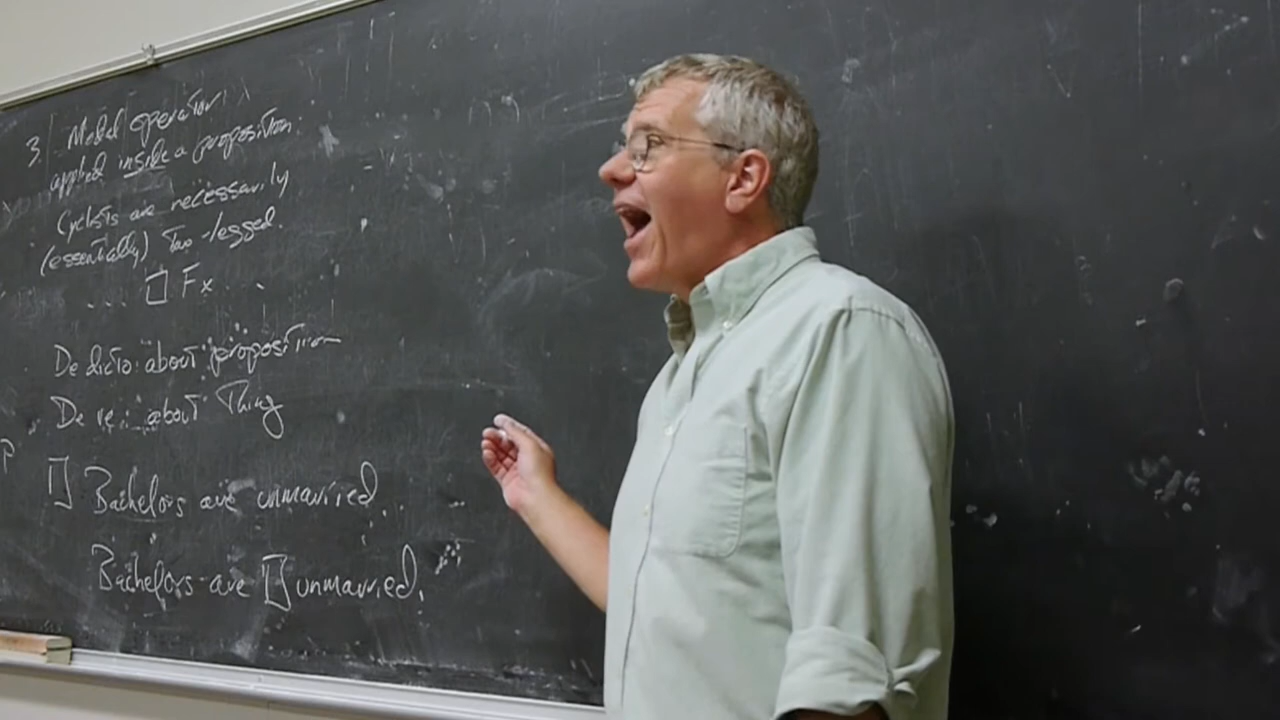 3. Modal operator
applied inside a proposition.
Cyclists are necessarily
(essentially) two-legged.
... □ Fx .
De dicto: about proposition
De re: about Thing
P
□ Bachelors are unmarried.
Bachelors are □ unmarried.